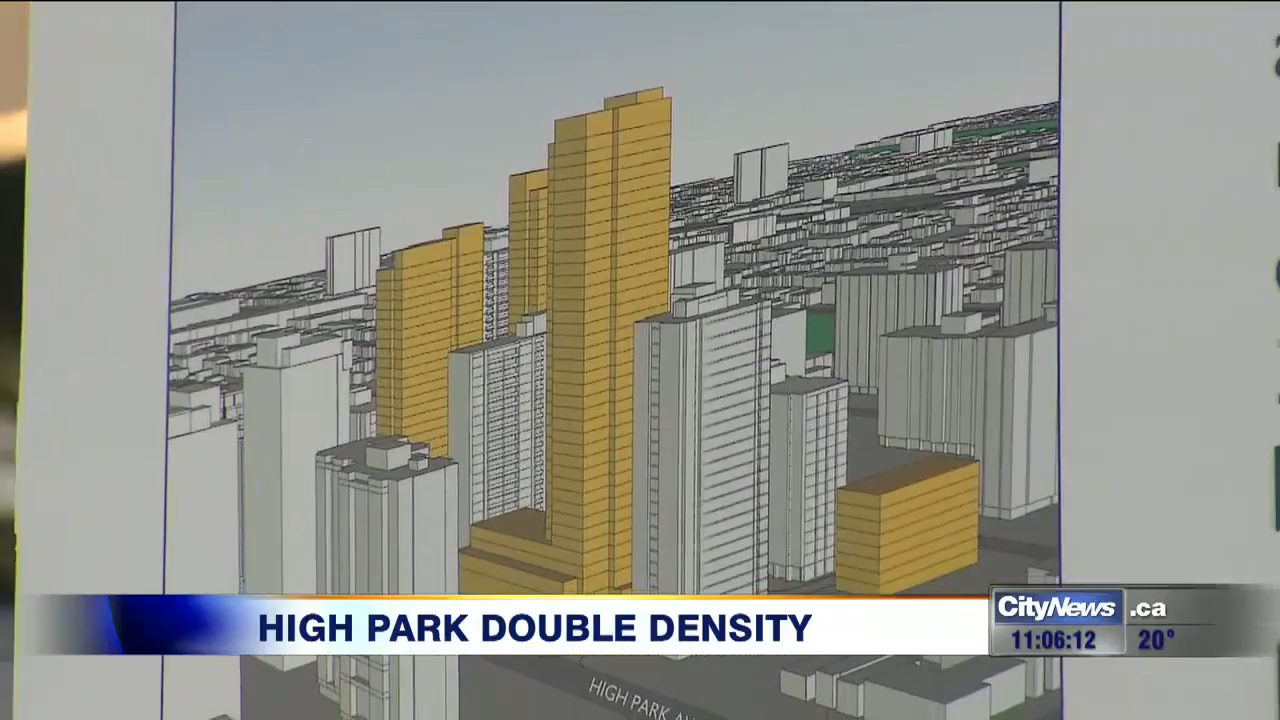 HIGH PARK AV
HIGH PARK DOUBLE DENSITY
CityNews .ca
11:06:12 20°